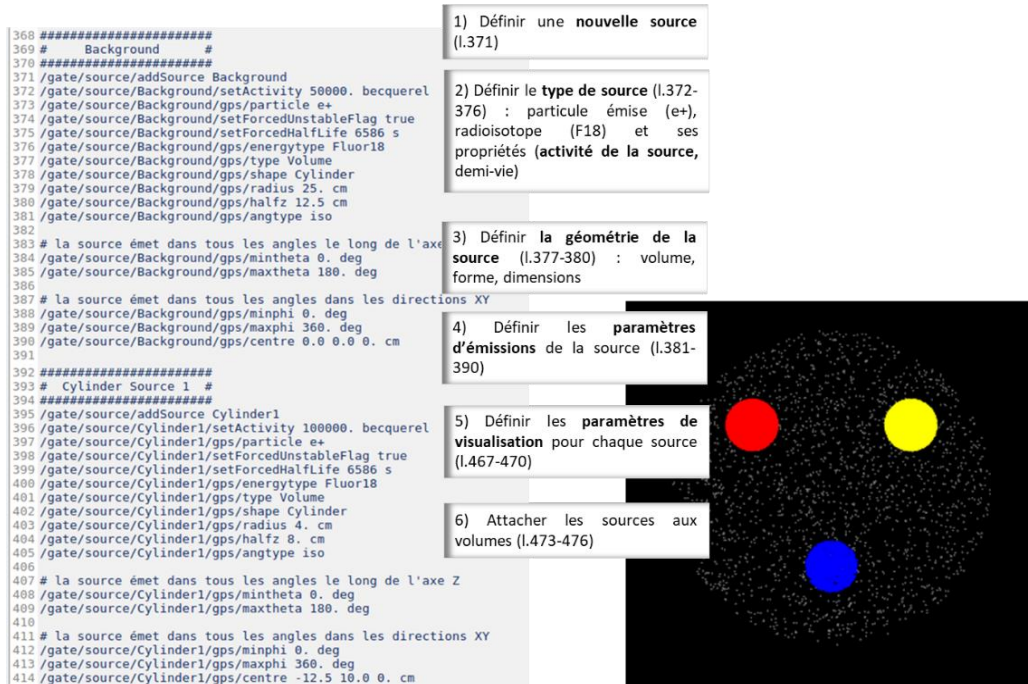 368 #######################
369 #      Background      #
370 #######################
371 /gate/source/addSource Background
372 /gate/source/Background/setActivity 50000. becquerel
373 /gate/source/Background/gps/particle e+
374 /gate/source/Background/setForcedUnstableFlag true
375 /gate/source/Background/setForcedHalfLife 6586 s
376 /gate/source/Background/gps/energytype Fluor18
377 /gate/source/Background/gps/type Volume
378 /gate/source/Background/gps/shape Cylinder
379 /gate/source/Background/gps/radius 25. cm
380 /gate/source/Background/gps/halfz 12.5 cm
381 /gate/source/Background/gps/angtype iso
382
383 # la source émet dans tous les angles le long de l'axe
384 /gate/source/Background/gps/mintheta 0. deg
385 /gate/source/Background/gps/maxtheta 180. deg
386
387 # la source émet dans tous les angles dans les directions XY
388 /gate/source/Background/gps/minphi 0. deg
389 /gate/source/Background/gps/maxphi 360. deg
390 /gate/source/Background/gps/centre 0.0 0.0 0. cm
391
392 #######################
393 #  Cylinder Source 1  #
394 #######################
395 /gate/source/addSource Cylinder1
396 /gate/source/Cylinder1/setActivity 100000. becquerel
397 /gate/source/Cylinder1/gps/particle e+
398 /gate/source/Cylinder1/setForcedUnstableFlag true
399 /gate/source/Cylinder1/setForcedHalfLife 6586 s
400 /gate/source/Cylinder1/gps/energytype Fluor18
401 /gate/source/Cylinder1/gps/type Volume
402 /gate/source/Cylinder1/gps/shape Cylinder
403 /gate/source/Cylinder1/gps/radius 4. cm
404 /gate/source/Cylinder1/gps/halfz 8. cm
405 /gate/source/Cylinder1/gps/angtype iso
406
407 # la source émet dans tous les angles le long de l'axe Z
408 /gate/source/Cylinder1/gps/mintheta 0. deg
409 /gate/source/Cylinder1/gps/maxtheta 180. deg
410
411 # la source émet dans tous les angles dans les directions XY
412 /gate/source/Cylinder1/gps/minphi 0. deg
413 /gate/source/Cylinder1/gps/maxphi 360. deg
414 /gate/source/Cylinder1/gps/centre -12.5 10.0 0. cm
1) Définir une nouvelle source
(l.371)
2) Définir le type de source (l.372-
376) : particule émise (e+),
radioisotope (F18) et ses
propriétés (activité de la source,
demi-vie)
3) Définir la géométrie de la
source (l.377-380) : volume,
forme, dimensions
4) Définir les paramètres
d'émissions de la source (l.381-
390)
5) Définir les paramètres de
visualisation pour chaque source
(l.467-470)
6) Attacher les sources aux
volumes (l.473-476)